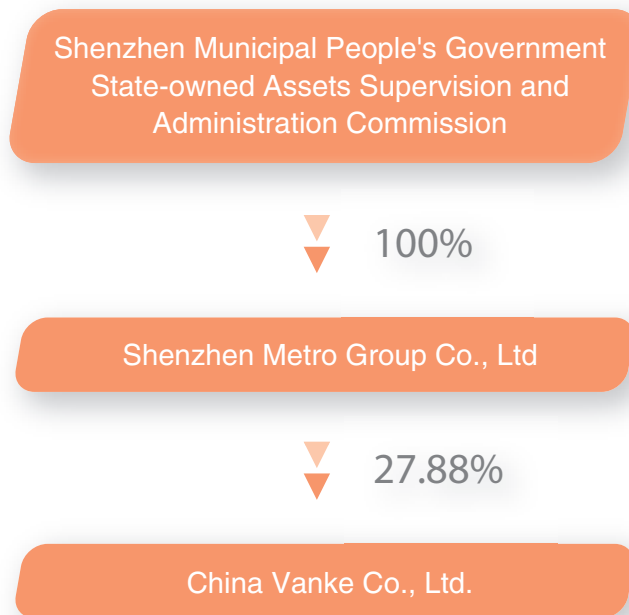 Shenzhen Municipal People's Government
State-owned Assets Supervision and
Administration Commission
100%
Shenzhen Metro Group Co., Ltd
27.88%
China Vanke Co., Ltd.